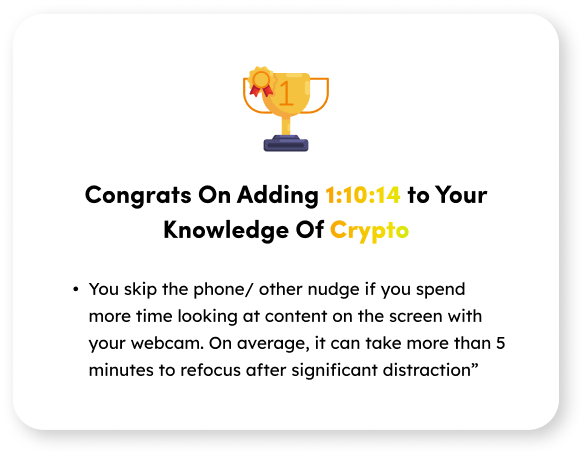 1
Congrats On Adding 1:10:14 to Your
Knowledge Of Crypto
• You skip the phone/ other nudge if you spend
more time looking at content on the screen with
your webcam. On average, it can take more than 5
minutes to refocus after significant distraction”